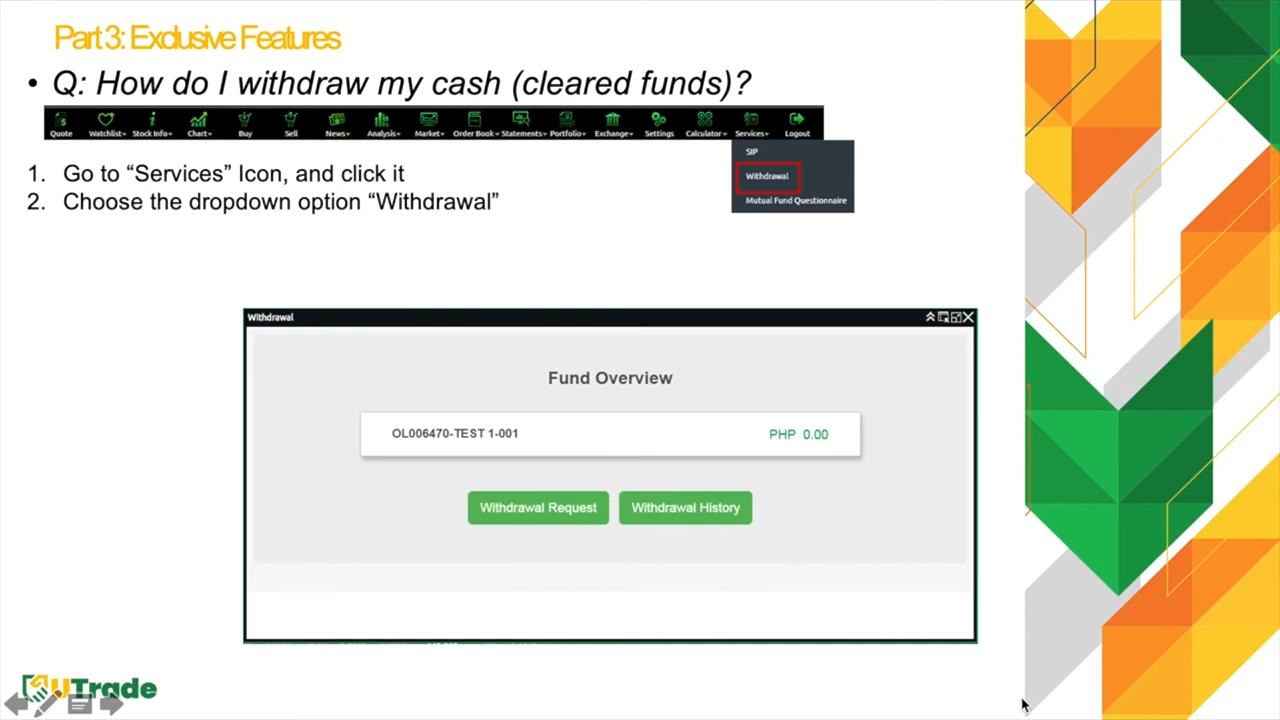 Part 3: Exclusive Features
• Q: How do I withdraw my cash (cleared funds)?
Quote Watchlist Stock Info Chart Buy Sell News Analysis Market Order Book Statements Portfolio Exchange Settings Calculator Services Logout
SIP
Withdrawal
Mutual Fund Questionnaire
1. Go to “Services” Icon, and click it
2. Choose the dropdown option “Withdrawal”
Withdrawal
Fund Overview
OL006470-TEST 1-001 PHP 0.00
Withdrawal Request Withdrawal History
UTrade